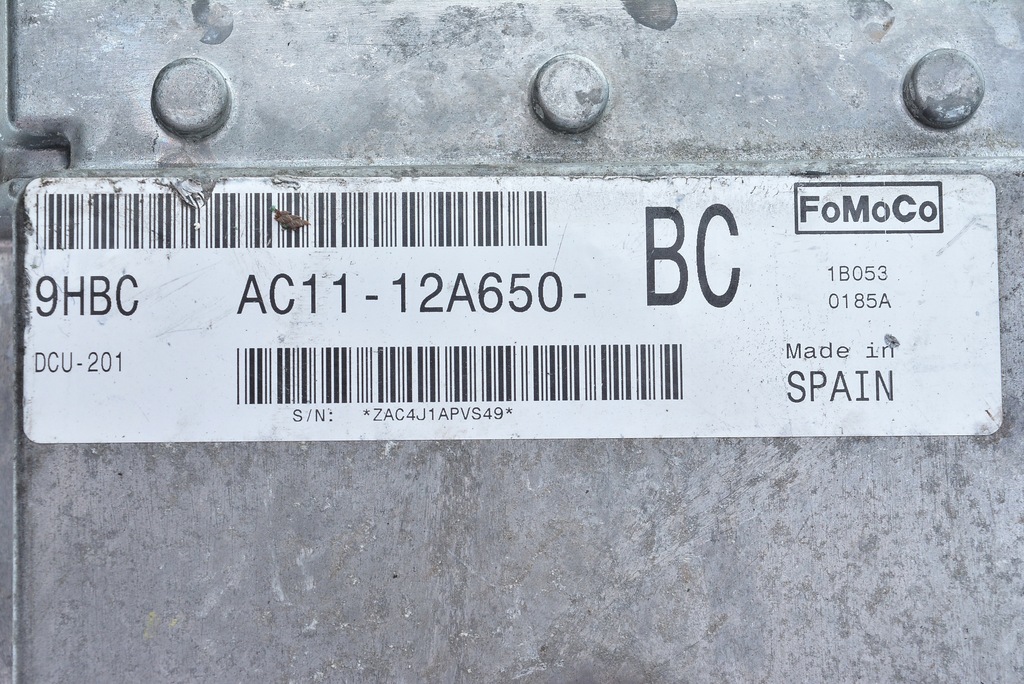 FoMoCo
9HBC AC11-12A650- BC
1B053
0185A
DCU-201
Made in
SPAIN
S/N: *ZAC4J1APVS49*